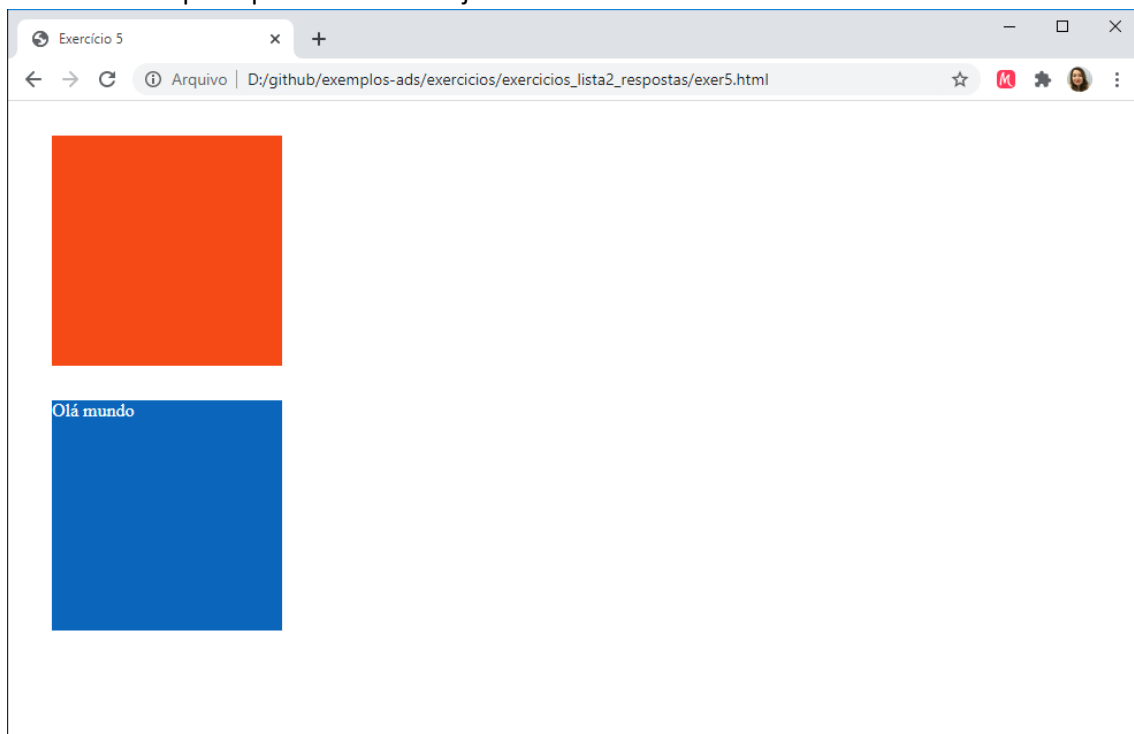 Exercício 5
Arquivo | D:/github/exemplos-ads/exercicios/exercicios_lista2_respostas/exer5.html
Olá mundo